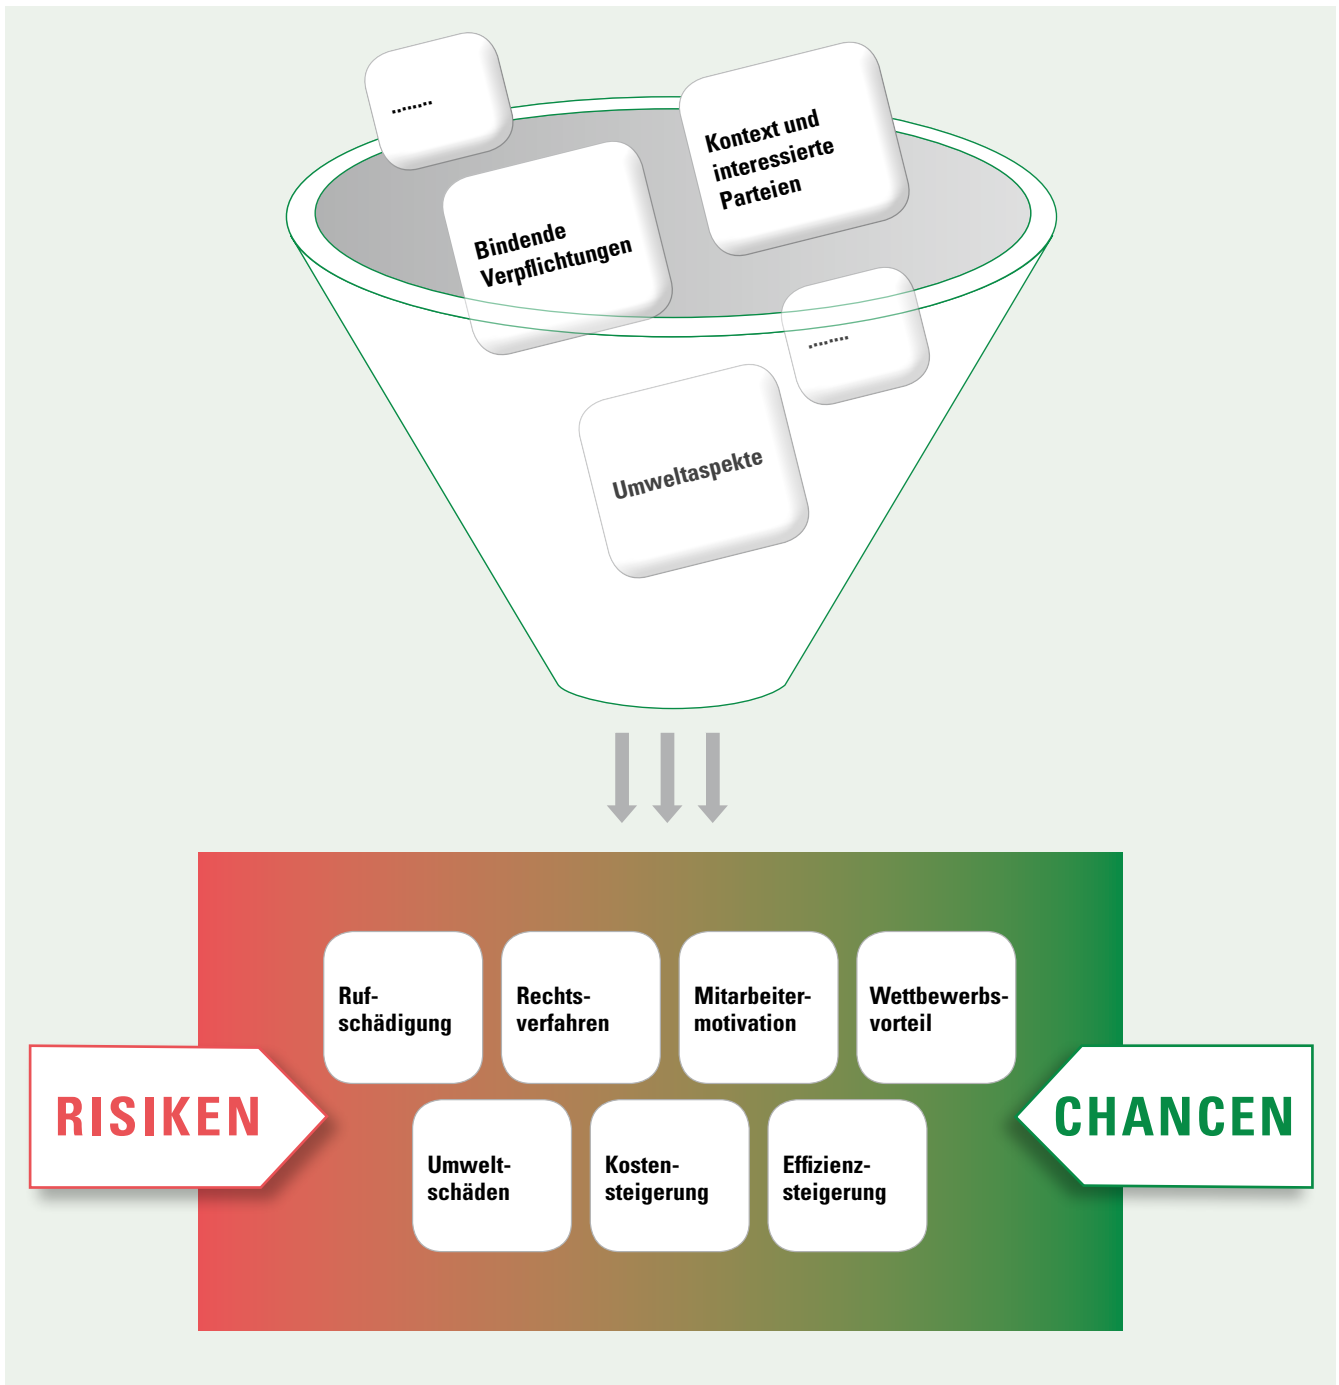 ........
Kontext und
interessierte
Parteien
Bindende
Verpflichtungen
........
Umweltaspekte
Ruf-
schädigung
Rechts-
verfahren
Mitarbeiter-
motivation
Wettbewerbs-
vorteil
RISIKEN
CHANCEN
Umwelt-
schäden
Kosten-
steigerung
Effizienz-
steigerung